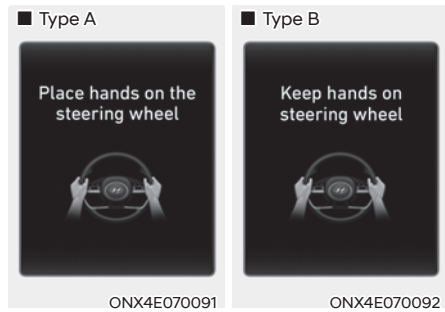 ■ Type A
Place hands on the
steering wheel
ONX4E070091
■ Type B
Keep hands on
steering wheel
ONX4E070092